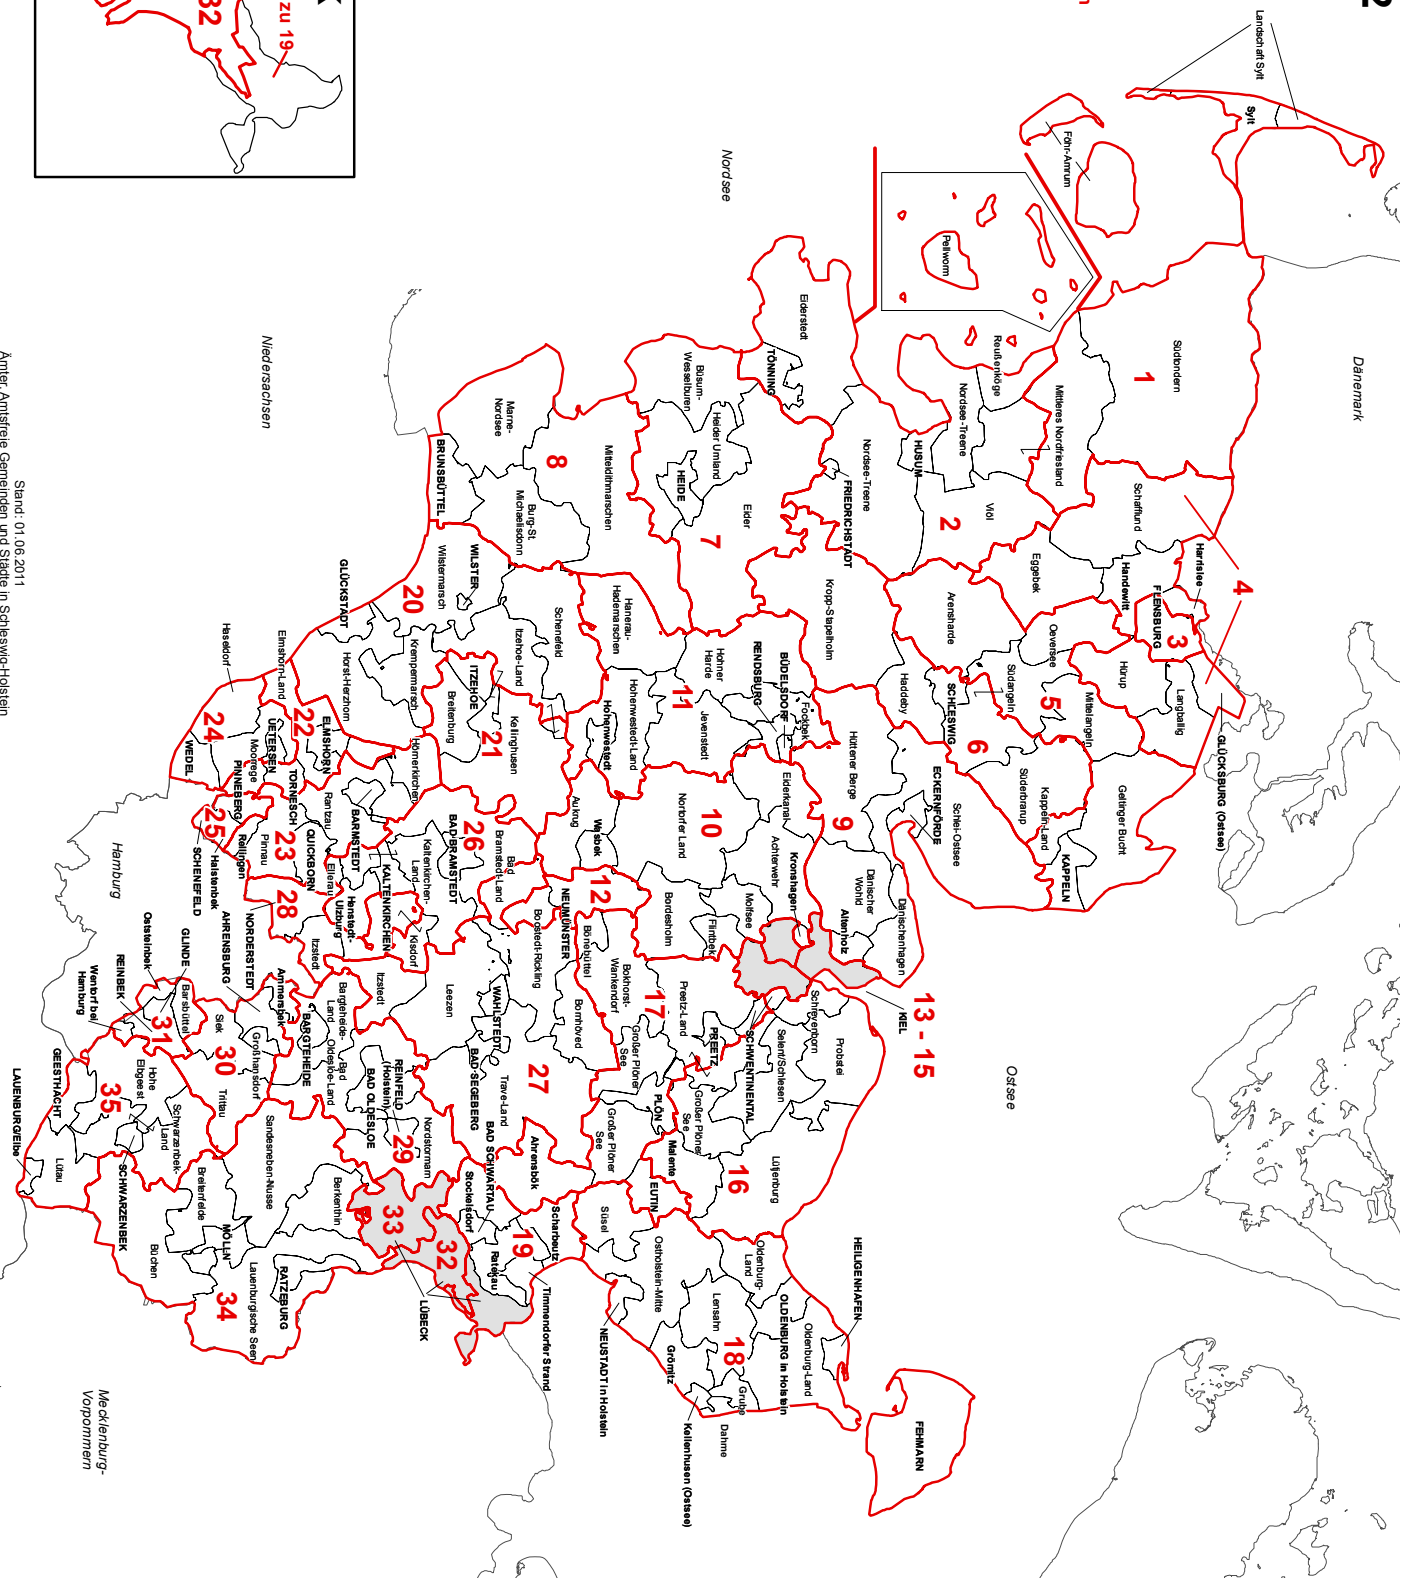 Landschaft Sylt
Sylt
Föhr-Amrum
Dänemark
Nordsee
Pellworm
Südtondern
1
Reußenköge
Mittleres Nordfriesland
Nordsee-Treene
HUSUM
Viöl
2
Nordsee-Treene
FRIEDRICHSTADT
Eiderstedt
TÖNNING
Schafflund
4
Harrislee
FLENSBURG
3
Handewitt
Eggebek
Oeversee
Hürup
Langballig
GLÜCKSBURG (Ostsee)
Mittelangeln
5
Südangeln
Arensharde
SCHLESWIG
6
Haddeby
Geltinger Bucht
Süderbrarup
Kappeln-Land
KAPPELN
Schlei-Ostsee
ECKERNFÖRDE
Kropp-Stapelholm
Hüttener Berge
9
Dänischer
Wohld
Dänischenhagen
Altenholz
Kronshagen
KIEL
13 - 15
Ostsee
Büsum-
Wesselburen
Heider Umland
HEIDE
Eider
7
Mitteldithmarschen
8
Marne-
Nordsee
Burg-St.
Michaelisdonn
BRUNSBÜTTEL
Niedersachsen
Hohner
Harde
RENDSBURG
BÜDELSDORF
Fockbek
Jevenstedt
11
Hanerau-
Hademarschen
Hohenwestedt-Land
Hohenwestedt
Eiderkanal
Achterwehr
10
Nortorfer Land
Molfsee
Flintbek
Bordesholm
Aukrug
Wasbek
12
NEUMÜNSTER
Schenefeld
Itzehoe-Land
WILSTER
Wilstermarsch
20
GLÜCKSTADT
Krempermarsch
Horst-Herzhorn
ITZEHOE
Breitenburg
21
Kellinghusen
Hörnerkirchen
Schrevenborn
Probstei
Selent/Schlesen
SCHWENTINENTAL
PREETZ
Preetz-Land
17
Bokhorst-
Wankendorf
Bönebüttel
Großer Plöner
See
PLÖN
Großer Plöner
See
Großer Plöner
See
Lütjenburg
16
Malente
EUTIN
Süsel
Bornhöved
Boostedt-Rickling
27
Trave-Land
WAHLSTEDT
BAD SEGEBERG
Leezen
Ahrensbök
Bad
Bramstedt-Land
BAD BRAMSTEDT
26
Kaltenkirchen-
Land
KALTENKIRCHEN
Kisdorf
Itzstedt
Itzstedt
Henstedt-
Ulzburg
Ellerau
28
NORDERSTEDT
Haseldorf
Elmshorn-Land
ELMSHORN
22
UETERSEN
Moorrege
24
WEDEL
TORNESCH
PINNEBERG
Rantzau
BARMSTEDT
QUICKBORN
23
Pinnau
Rellingen
25
Halstenbek
SCHENEFELD
Hamburg
HEILIGENHAFEN
OLDENBURG in Holstein
Oldenburg-Land
Oldenburg-
Land
FEHMARN
Lensahn
18
Grube
Dahme
Kellenhusen (Ostsee)
Grömitz
Ostholstein-Mitte
NEUSTADT in Holstein
Scharbeutz
Timmendorfer Strand
19
Ratekau
BAD SCHWARTAU
Stockelsdorf
32
33
LÜBECK
Nordstormarn
29
REINFELD
(Holstein)
BAD OLDESLOE
Bad
Oldesloe-Land
Bargteheide-
Land
BARGTEHEIDE
Ammersbek
AHRENSBURG
Großhansdorf
Siek
30
Trittau
Barsbüttel
GLINDE
Oststeinbek
REINBEK
31
Wentorf bei
Hamburg
Hohe
Elbgeest
35
GEESTHACHT
LAUENBURG/Elbe
Lütau
SCHWARZENBEK
Schwarzenbek-
Land
Büchen
Breitenfelde
MÖLLN
Sandesneben-Nusse
Berkenthin
34
Lauenburgische Seen
RATZEBURG
Mecklenburg-
Vorpommern
zu 19
32
Stand: 01.06.2011
Ämter, Amtsfreie Gemeinden und Städte in Schleswig-Holstein